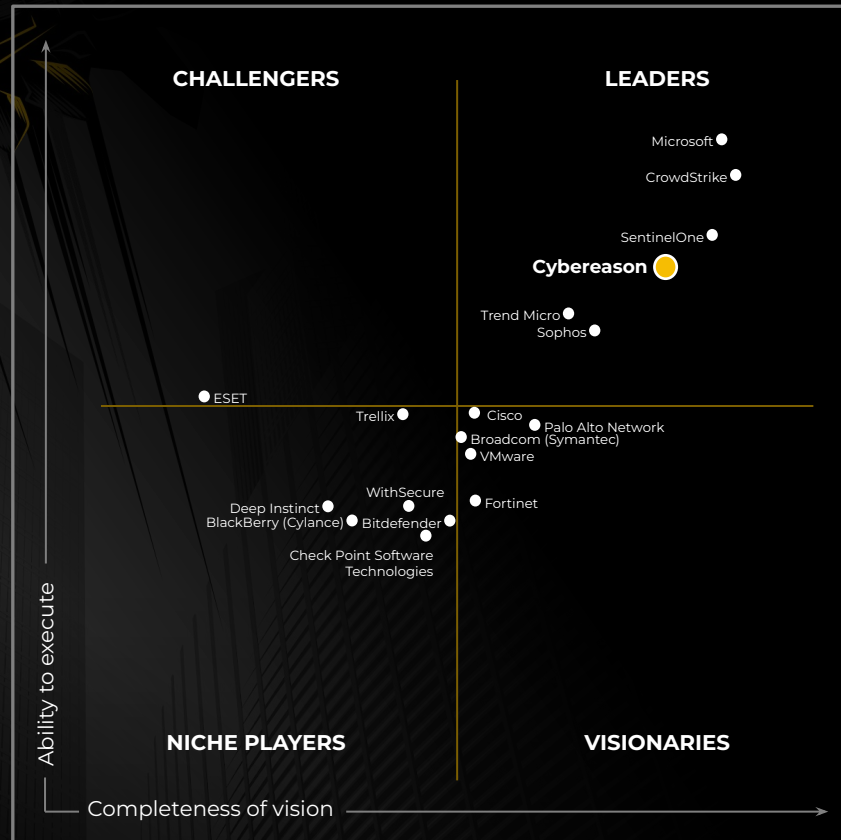 CHALLENGERS
LEADERS
Microsoft
CrowdStrike
SentinelOne
Cybereason
Trend Micro
Sophos
ESET
Trellix
Cisco
Palo Alto Network
Broadcom (Symantec)
VMware
WithSecure
Fortinet
Deep Instinct
BlackBerry (Cylance)
Bitdefender
Check Point Software
Technologies
Ability to execute
NICHE PLAYERS
VISIONARIES
Completeness of vision